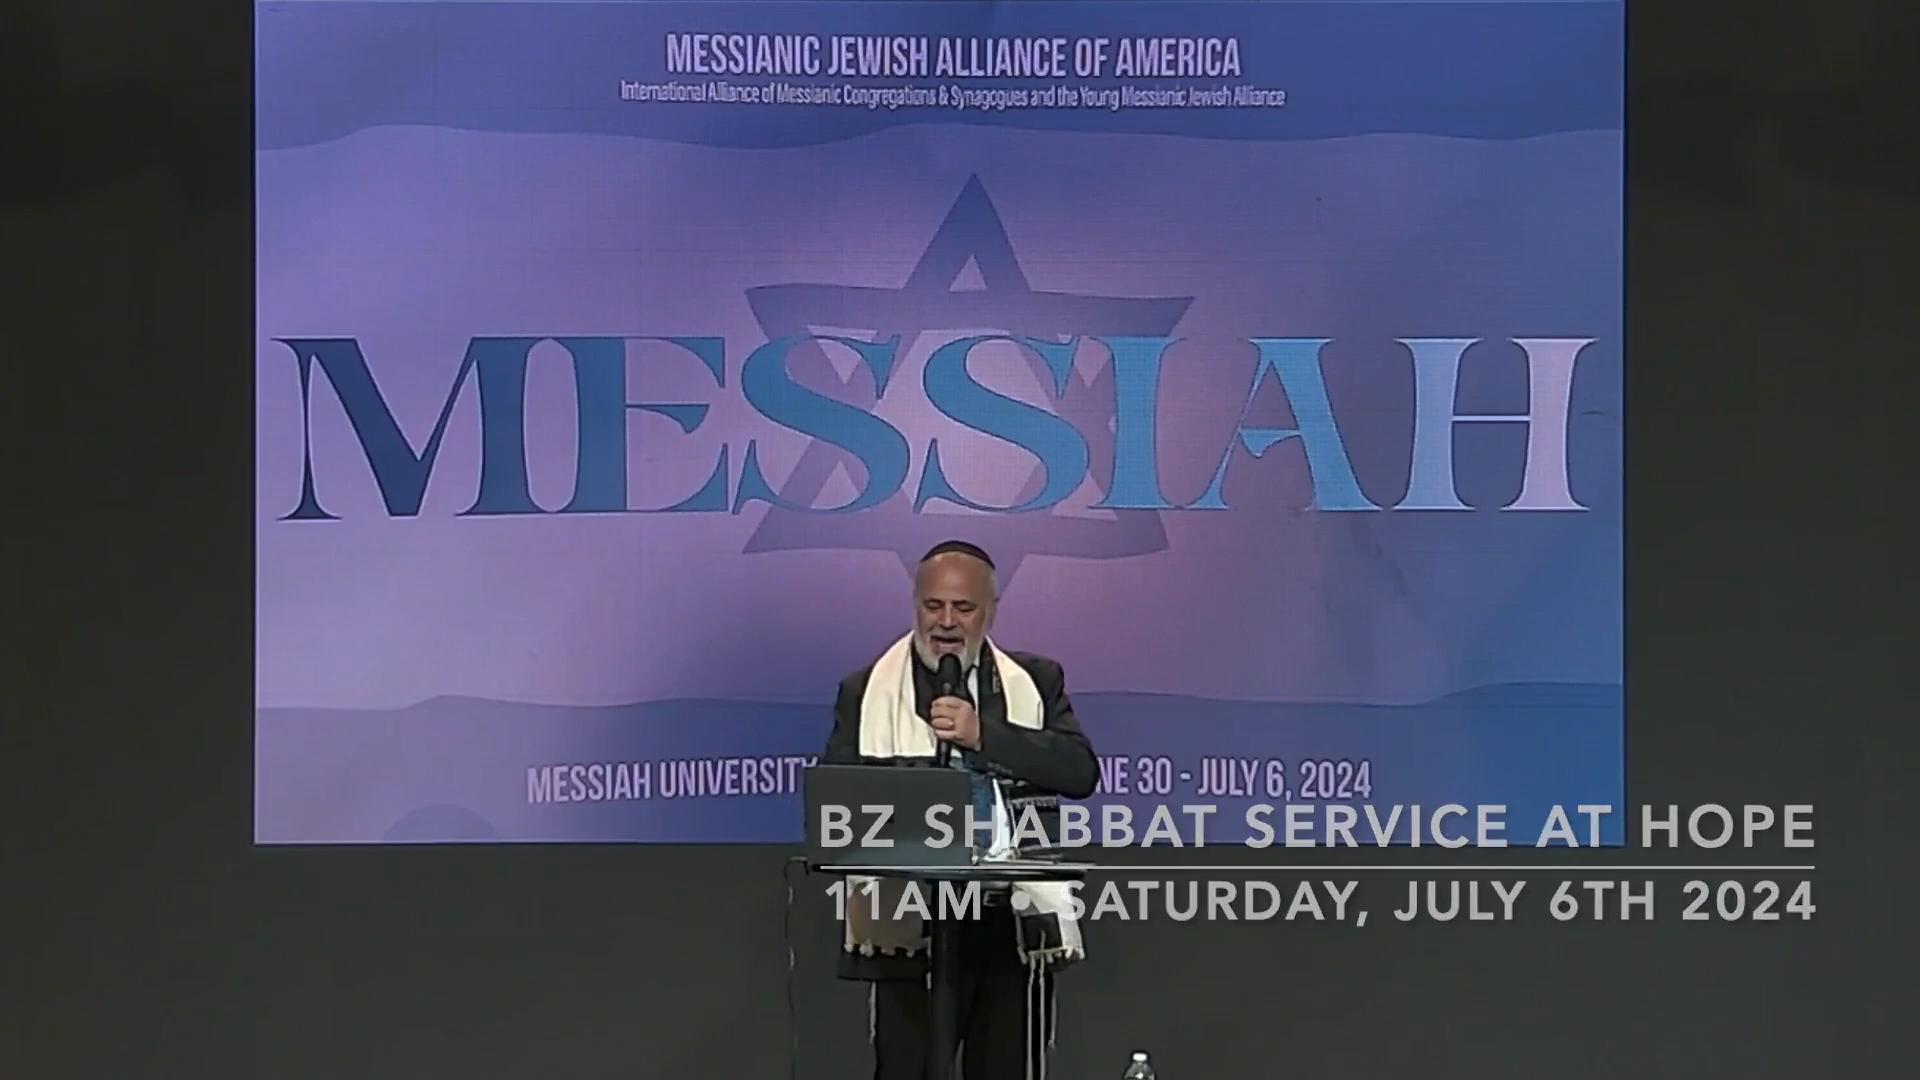 MESSIANIC JEWISH ALLIANCE OF AMERICA
International Alliance of Messianic Congregations & Synagogues and the Young Messianic Jewish Alliance
MESSIAH
MESSIAH UNIVERSITY
NE 30 - JULY 6, 2024
BZ SHABBAT SERVICE AT HOPE
11AM • SATURDAY, JULY 6TH 2024